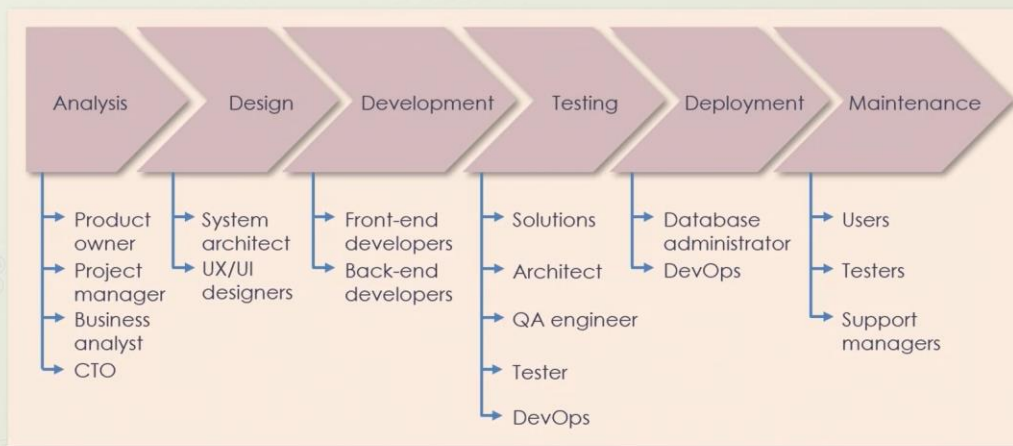 Analysis
Design
Development
Testing
Deployment
Maintenance
Product
owner
Project
manager
Business
analyst
CTO
System
architect
UX/UI
designers
Front-end
developers
Back-end
developers
Solutions
Architect
QA engineer
Tester
DevOps
Database
administrator
DevOps
Users
Testers
Support
managers